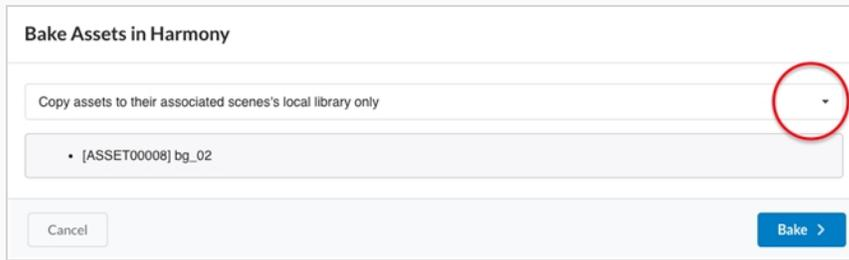 Bake Assets in Harmony
Copy assets to their associated scenes's local library only
• [ASSET00008] bg_02
Cancel
Bake